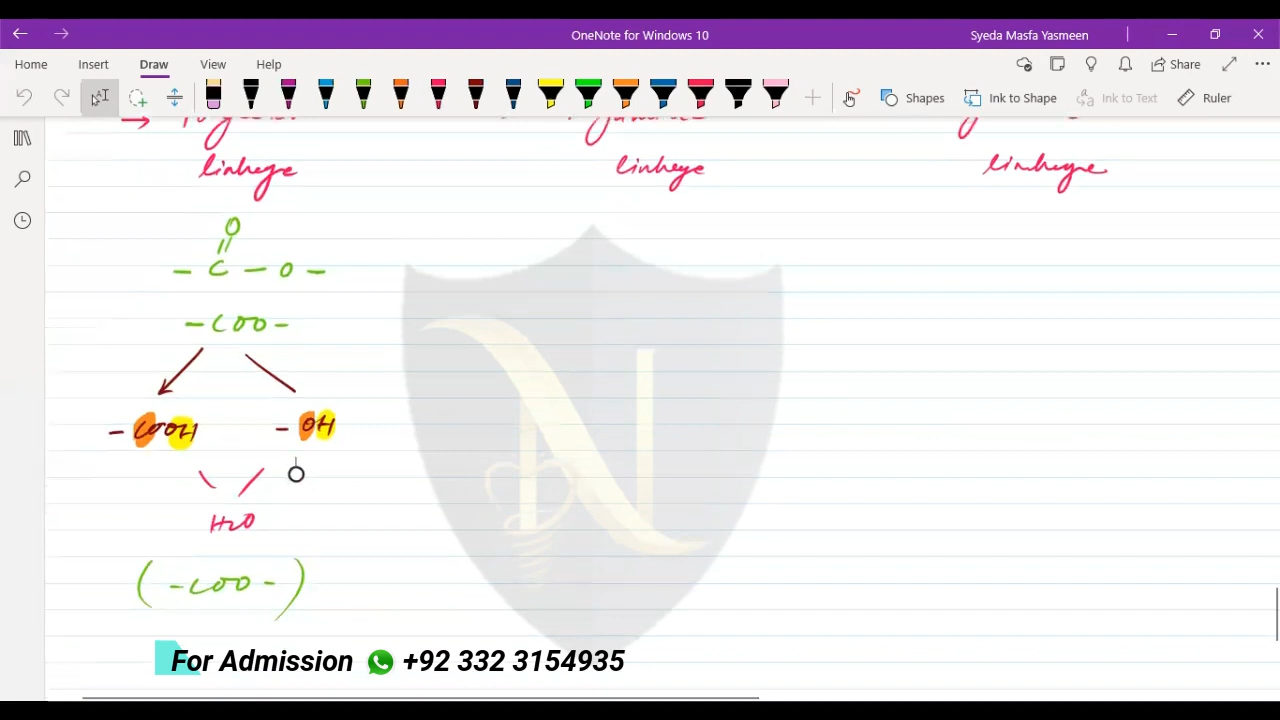 OneNote for Windows 10
Syeda Masfa Yasmeen
Home Insert Draw View Help
Share
Shapes Ink to Shape Ink to Text Ruler
linkage linkage linkage
O
||
- C - O -
- COO -
- COOH - OH
H2O
( - COO - )
For Admission +92 332 3154935